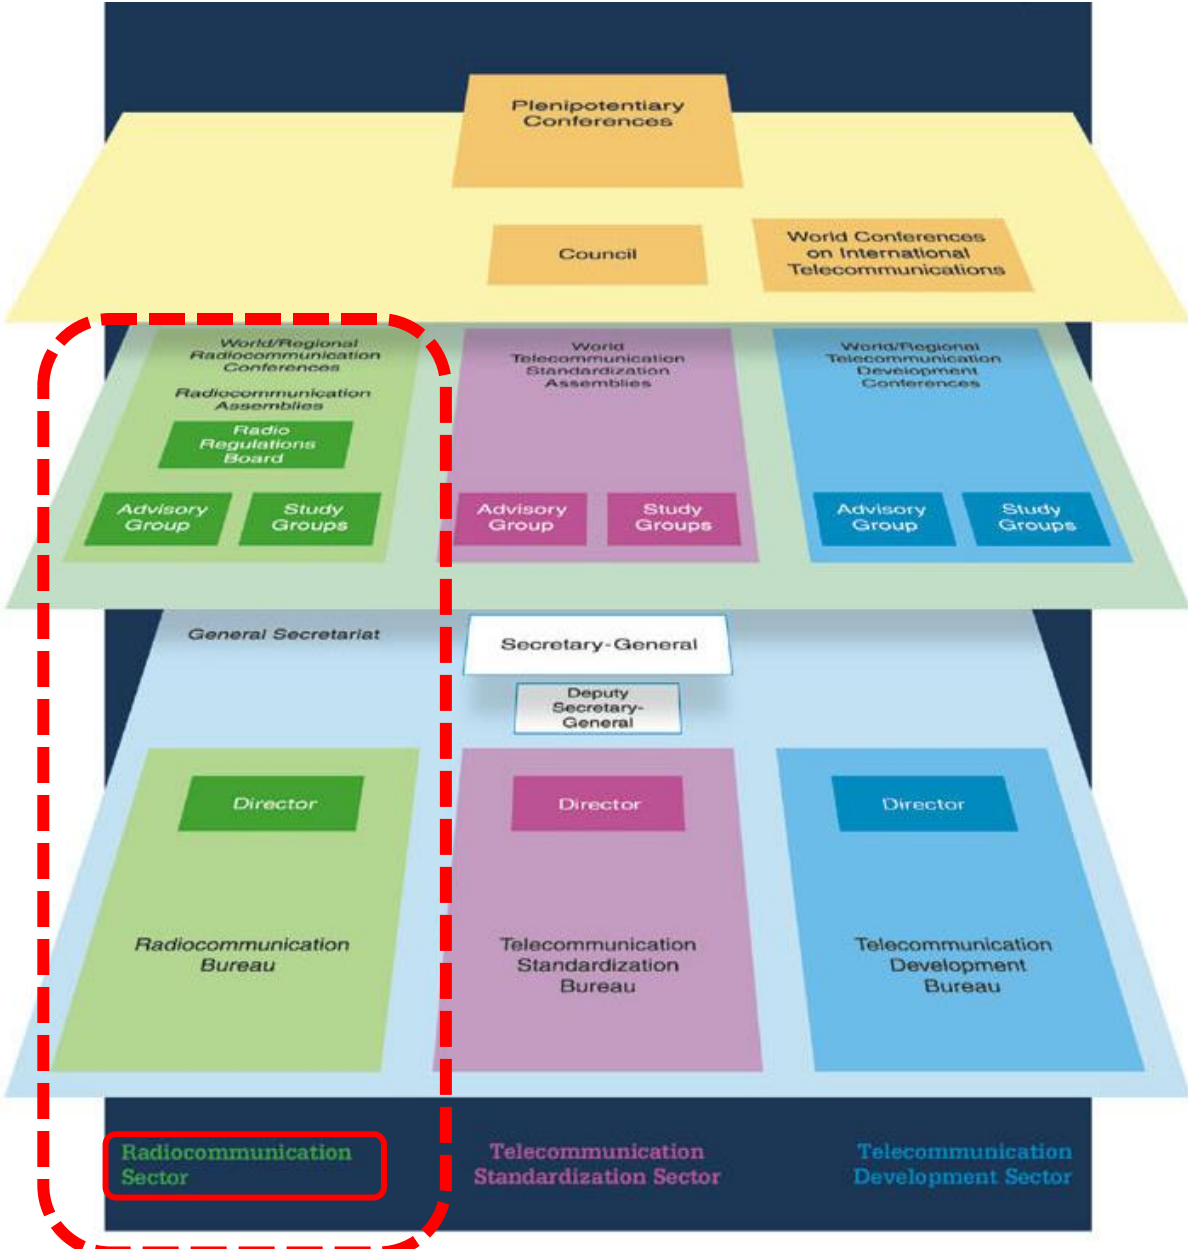 Plenipotentiary
Conferences
Council
World Conferences
on International
Telecommunications
World/Regional
Radiocommunication
Conferences
Radiocommunication
Assemblies
Radio
Regulations
Board
Advisory
Group
Study
Groups
World
Telecommunication
Standardization
Assemblies
Advisory
Group
Study
Groups
World/Regional
Telecommunication
Development
Conferences
Advisory
Group
Study
Groups
General Secretariat
Secretary-General
Deputy
Secretary-
General
Director
Radiocommunication
Bureau
Director
Telecommunication
Standardization
Bureau
Director
Telecommunication
Development
Bureau
Radiocommunication
Sector
Telecommunication
Standardization Sector
Telecommunication
Development Sector